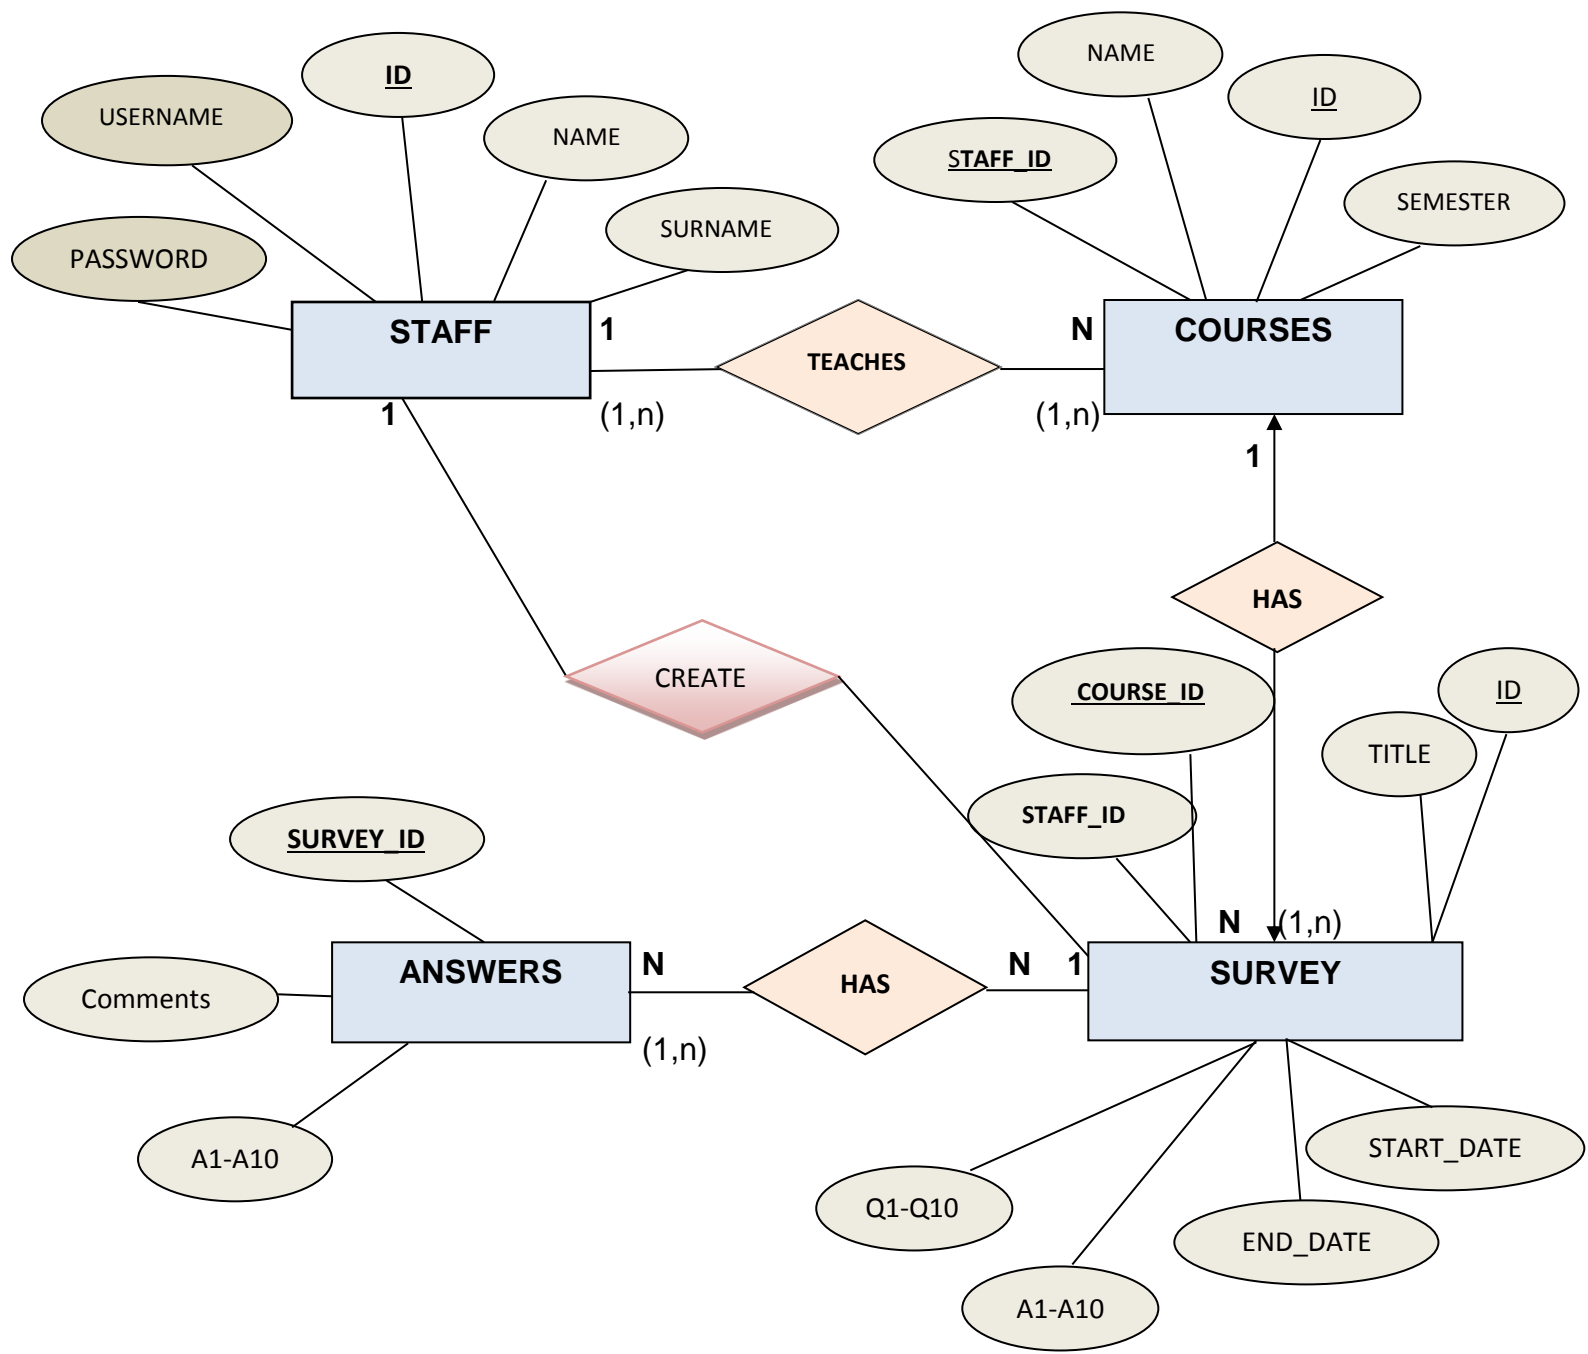 NAME
ID
ID
USERNAME
NAME
STAFF_ID
SEMESTER
SURNAME
PASSWORD
STAFF
1
TEACHES
N
COURSES
1
(1,n)
(1,n)
1
HAS
CREATE
COURSE_ID
ID
TITLE
STAFF_ID
SURVEY_ID
N
(1,n)
ANSWERS
N
HAS
N
1
SURVEY
Comments
(1,n)
A1-A10
START_DATE
Q1-Q10
END_DATE
A1-A10